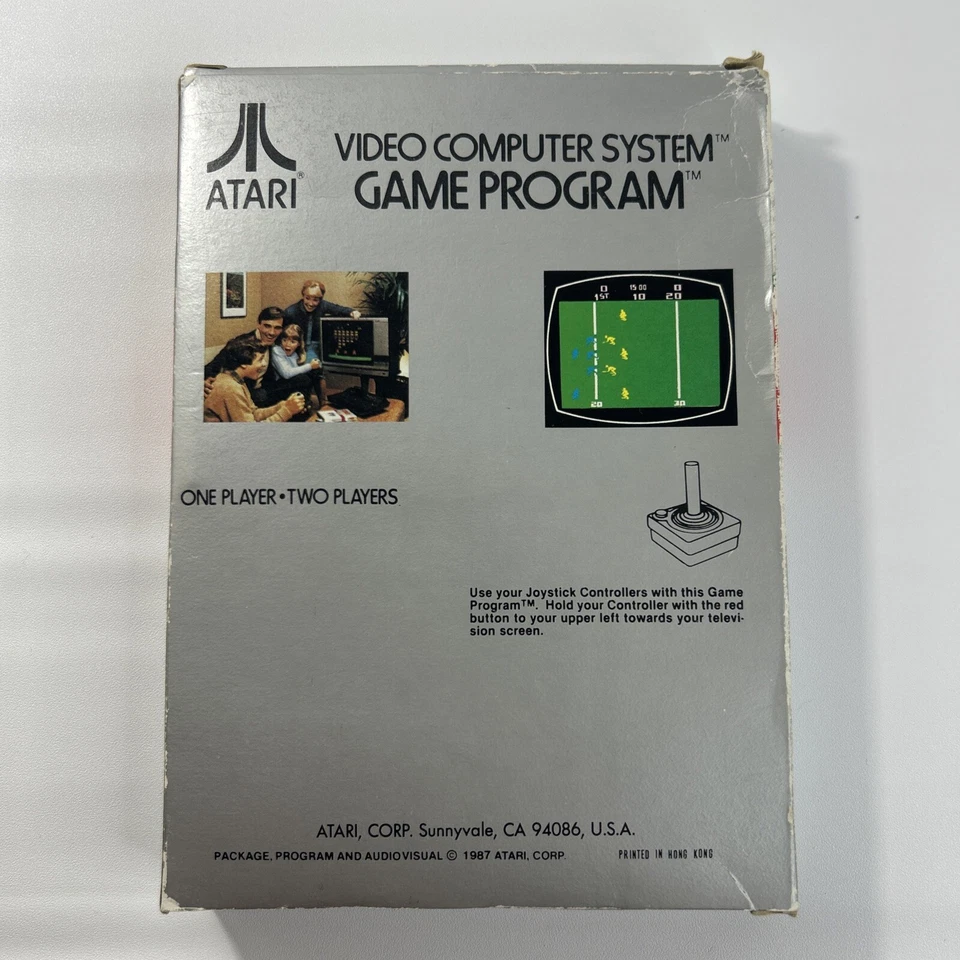 VIDEO COMPUTER SYSTEM™
ATARI® GAME PROGRAM™
0 15:00 0
1ST 10 20
20 30
ONE PLAYER•TWO PLAYERS
Use your Joystick Controllers with this Game
Program™. Hold your Controller with the red
button to your upper left towards your televi-
sion screen.
ATARI, CORP. Sunnyvale, CA 94086, U.S.A.
PACKAGE, PROGRAM AND AUDIOVISUAL © 1987 ATARI, CORP. PRINTED IN HONG KONG